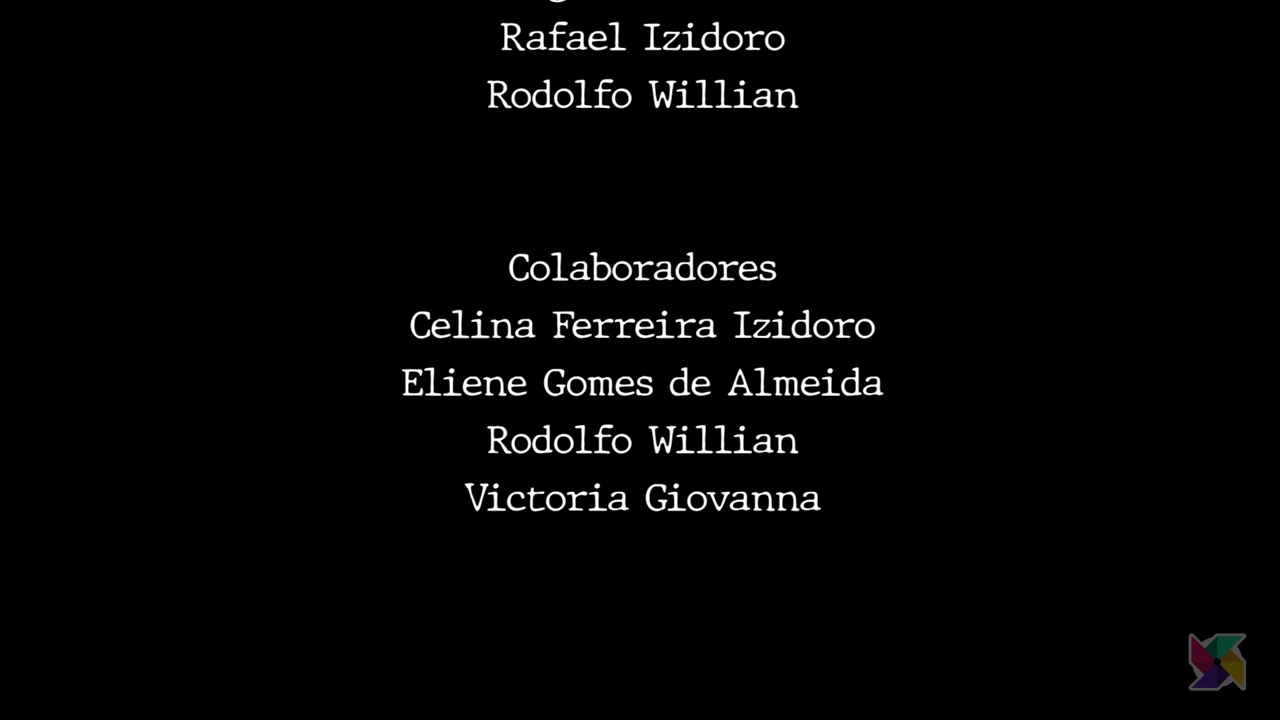 Rafael Izidoro
Rodolfo Willian
Colaboradores
Celina Ferreira Izidoro
Eliene Gomes de Almeida
Rodolfo Willian
Victoria Giovanna